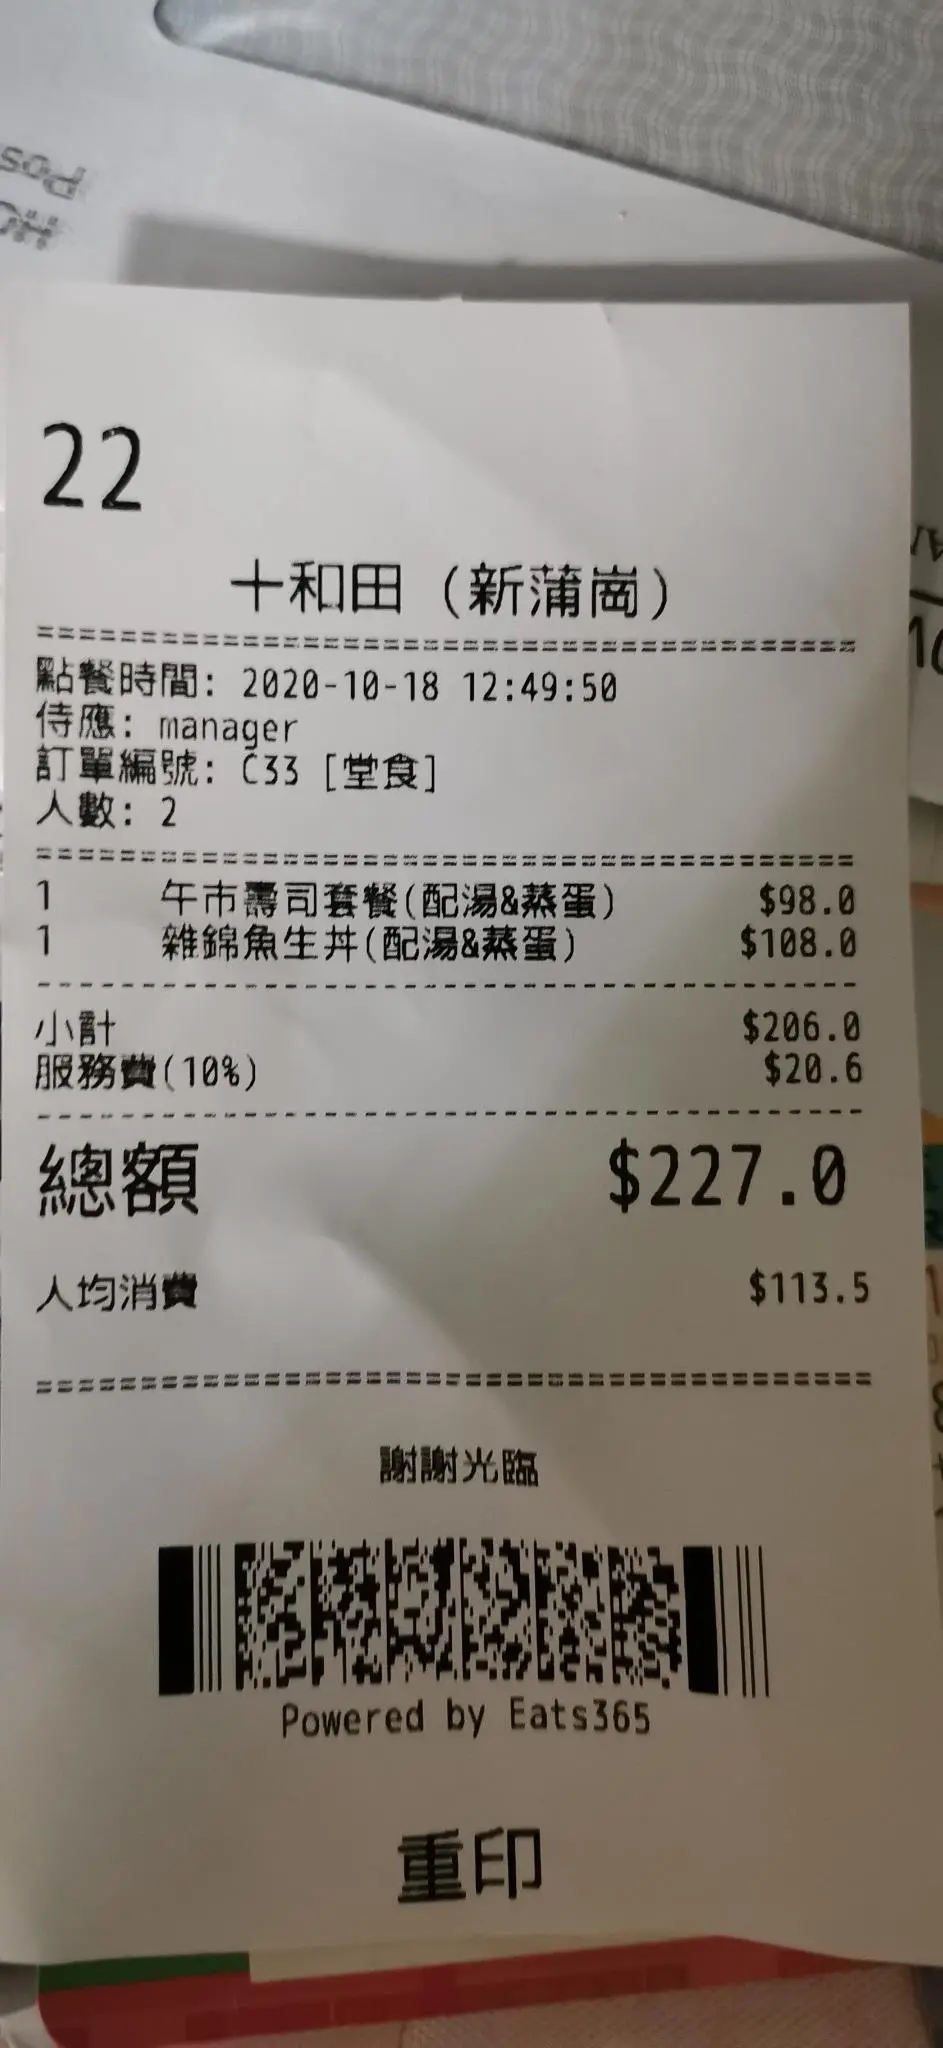 22
十和田 (新蒲崗)
點餐時間: 2020-10-18 12:49:50
侍應: manager
訂單編號: C33 [堂食]
人數: 2
1 午市壽司套餐(配湯&蒸蛋) $98.0
1 雜錦魚生丼(配湯&蒸蛋) $108.0
小計 $206.0
服務費(10%) $20.6
總額 $227.0
人均消費 $113.5
謝謝光臨
Powered by Eats365
重印